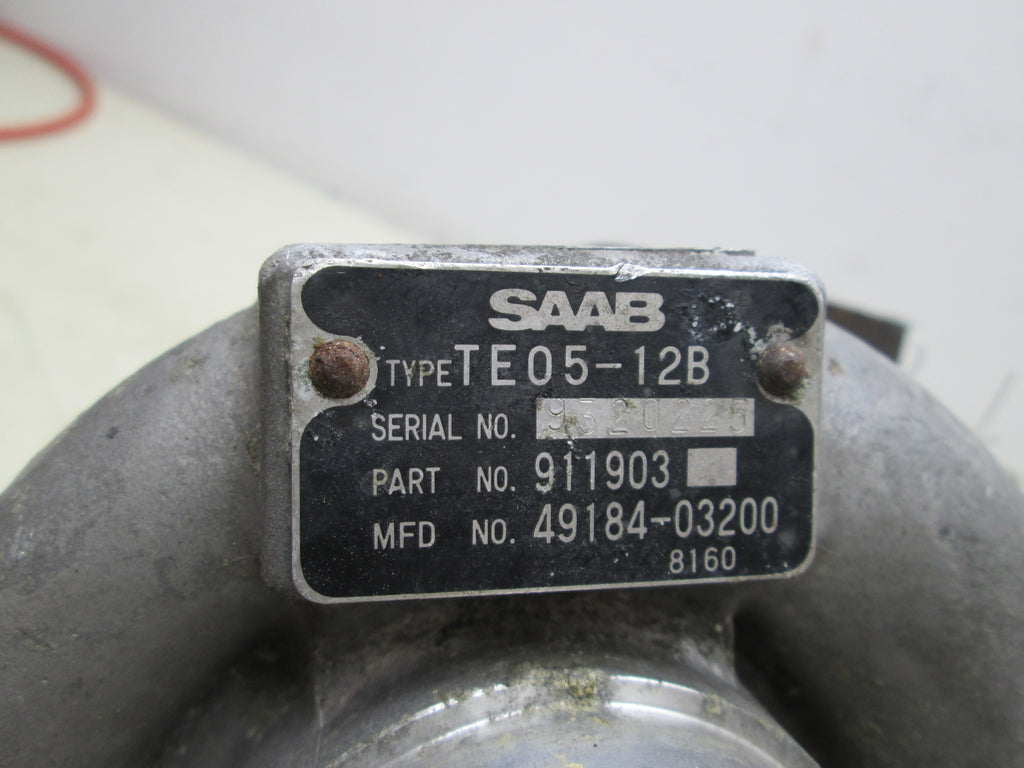 SAAB
TYPE TE05-12B
SERIAL NO. 9320225
PART NO. 911903
MFD NO. 49184-03200
8160